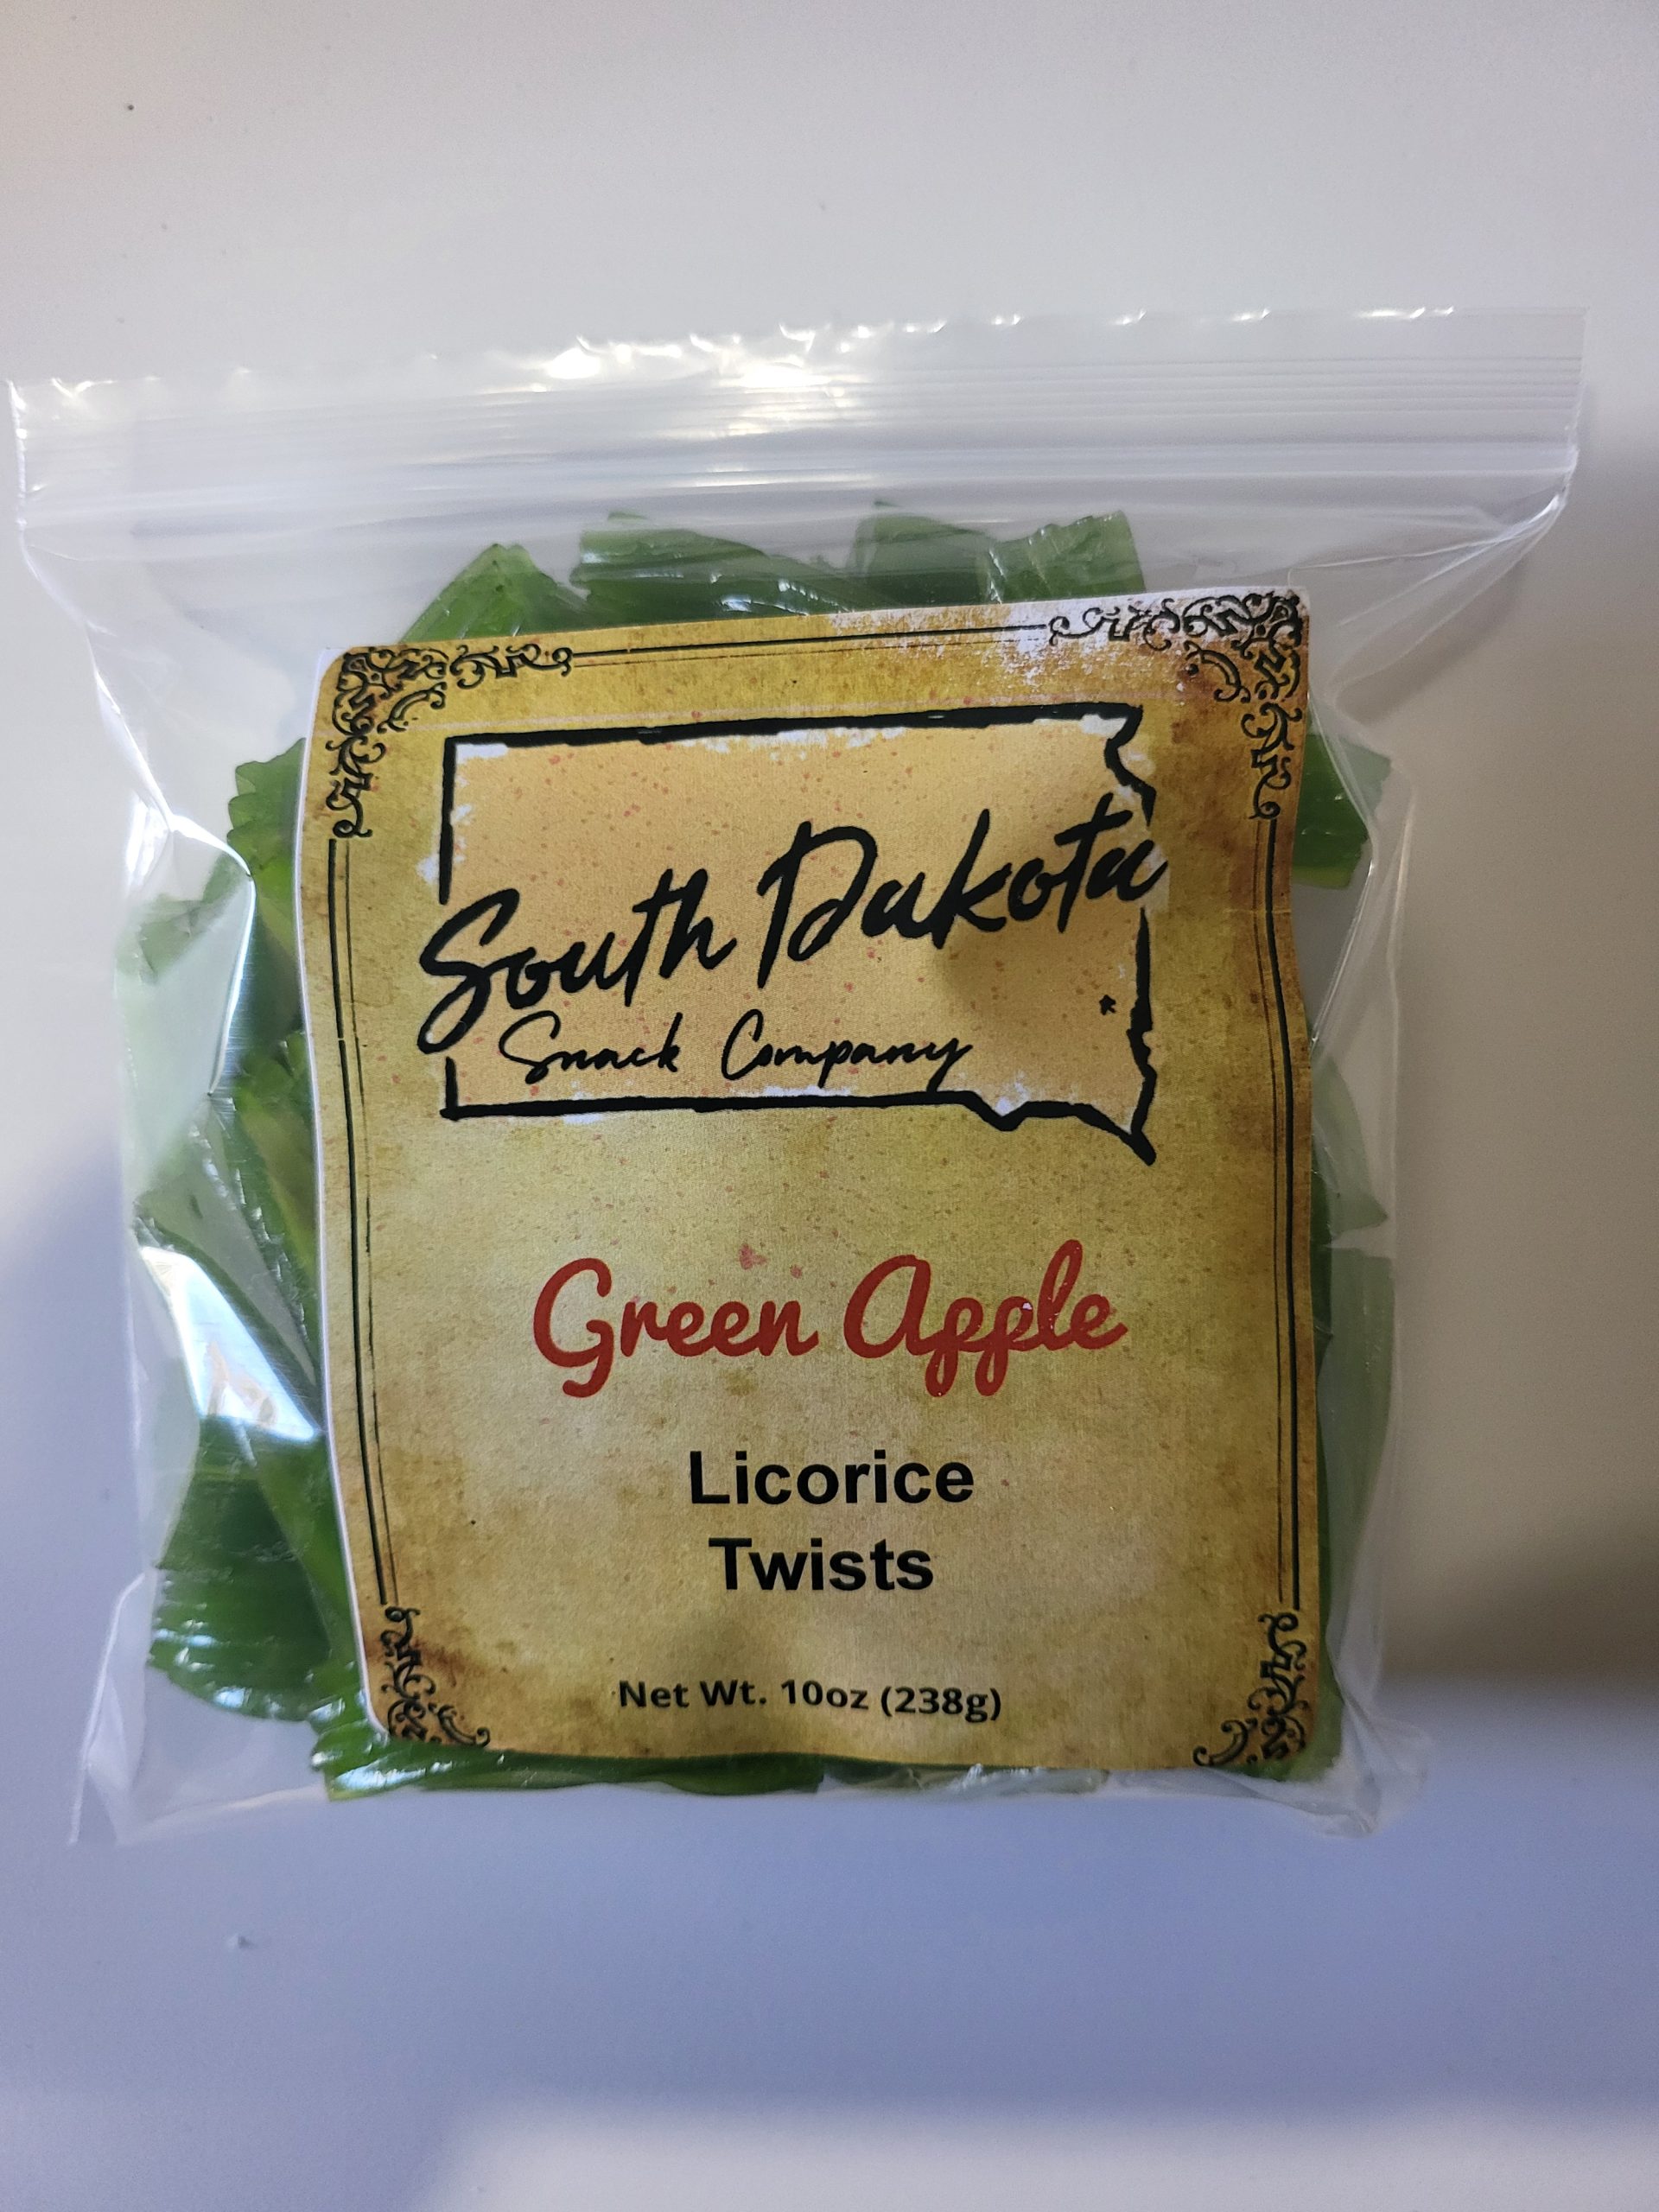 South Dakota
Snack Company
Green Apple
Licorice
Twists
Net Wt. 10oz (238g)